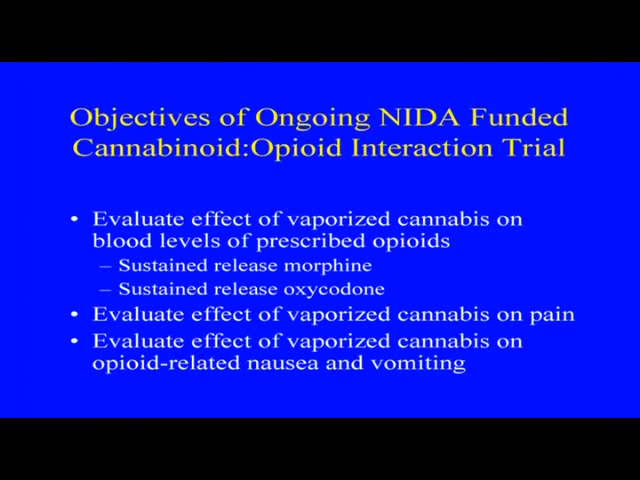 Objectives of Ongoing NIDA Funded
Cannabinoid:Opioid Interaction Trial
• Evaluate effect of vaporized cannabis on
blood levels of prescribed opioids
– Sustained release morphine
– Sustained release oxycodone
• Evaluate effect of vaporized cannabis on pain
• Evaluate effect of vaporized cannabis on
opioid-related nausea and vomiting